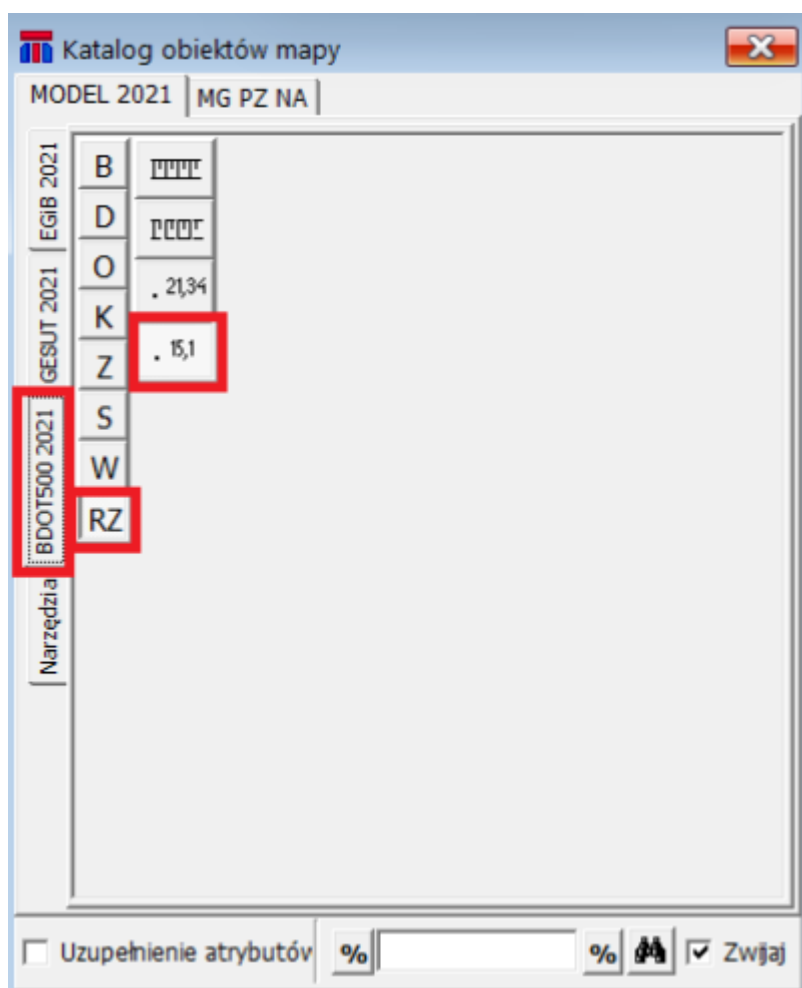 Katalog obiektów mapy
MODEL 2021 MG PZ NA
EGiB 2021
GESUT 2021
BDOT500 2021
Narzędzia
B
D
O
K
Z
S
W
RZ
. 21,34
. 15,1
Uzupełnienie atrybutów % % Zwijaj